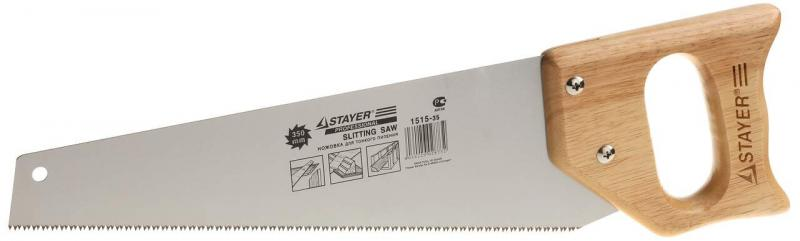 350
mm
STAYER®
PROFESSIONAL
SLITTING SAW
НОЖОВКА ДЛЯ ТОНКОГО ПИЛЕНИЯ
1515-35
STAYER